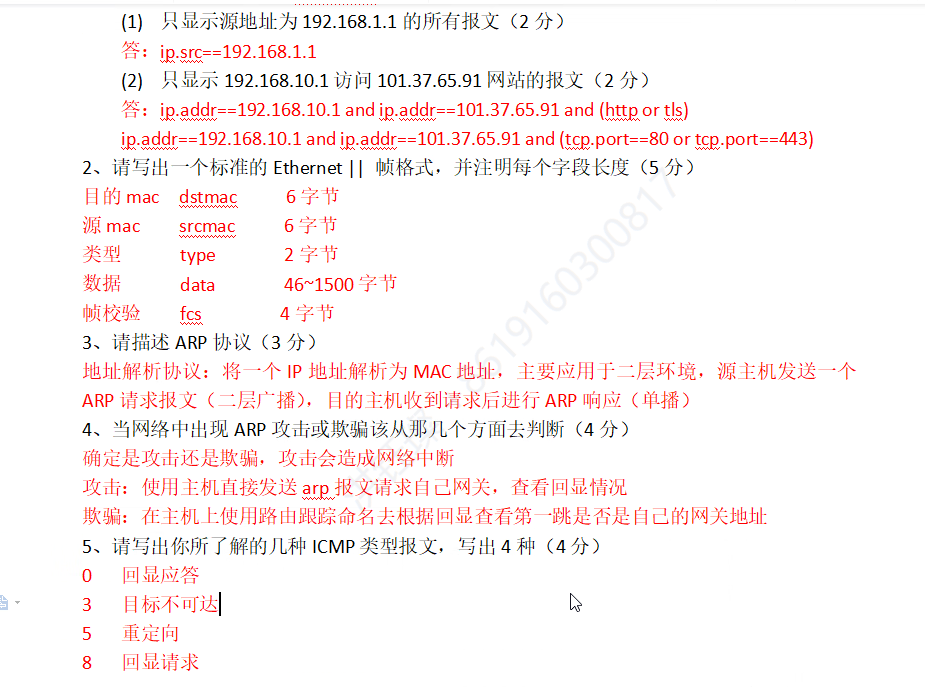 (1) 只显示源地址为 192.168.1.1 的所有报文（2 分）
答：ip.src==192.168.1.1
(2) 只显示 192.168.10.1 访问 101.37.65.91 网站的报文（2 分）
答：ip.addr==192.168.10.1 and ip.addr==101.37.65.91 and (http or tls)
ip.addr==192.168.10.1 and ip.addr==101.37.65.91 and (tcp.port==80 or tcp.port==443)
2、请写出一个标准的 Ethernet || 帧格式，并注明每个字段长度（5 分）
目的 mac dstmac 6 字节
源 mac srcmac 6 字节
类型 type 2 字节
数据 data 46~1500 字节
帧校验 fcs 4 字节
3、请描述 ARP 协议（3 分）
地址解析协议：将一个 IP 地址解析为 MAC 地址，主要应用于二层环境，源主机发送一个
ARP 请求报文（二层广播），目的主机收到请求后进行 ARP 响应（单播）
4、当网络中出现 ARP 攻击或欺骗该从那几个方面去判断（4 分）
确定是攻击还是欺骗，攻击会造成网络中断
攻击：使用主机直接发送 arp 报文请求自己网关，查看回显情况
欺骗：在主机上使用路由跟踪命名去根据回显查看第一跳是否是自己的网关地址
5、请写出你所了解的几种 ICMP 类型报文，写出 4 种（4 分）
0 回显应答
3 目标不可达
5 重定向
8 回显请求